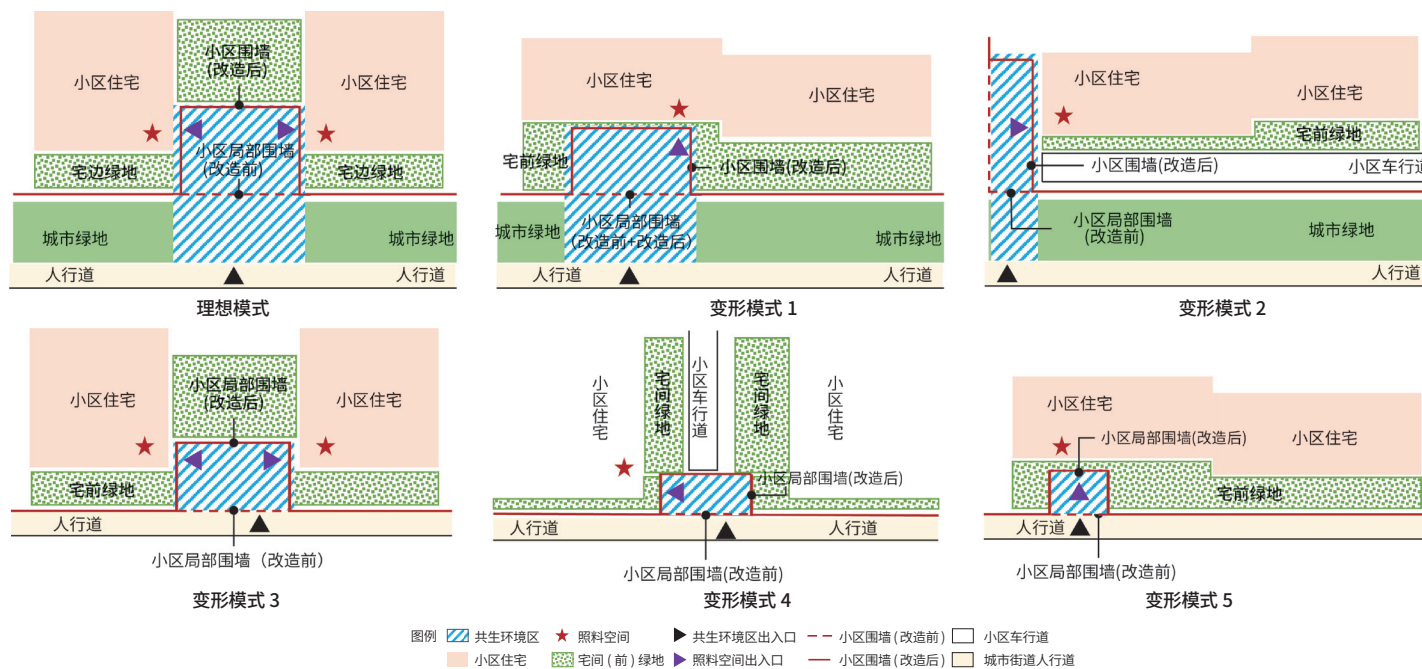 小区住宅
小区围墙
(改造后)
小区住宅
小区局部围墙
(改造前)
宅边绿地
宅边绿地
城市绿地
城市绿地
人行道
人行道
理想模式
小区住宅
小区住宅
宅前绿地
小区围墙(改造后)
小区局部围墙
(改造前+改造后)
城市绿地
城市绿地
人行道
人行道
变形模式 1
小区住宅
小区住宅
宅前绿地
小区围墙(改造后)
小区车行道
小区局部围墙
(改造前)
城市绿地
人行道
变形模式 2
小区住宅
小区局部围墙
(改造后)
小区住宅
宅前绿地
人行道
小区局部围墙（改造前）
变形模式 3
小区住宅
宅间绿地
小区车行道
宅间绿地
小区住宅
小区局部围墙(改造后)
人行道
人行道
小区局部围墙(改造前)
变形模式 4
小区住宅
小区局部围墙(改造后)
小区住宅
宅前绿地
人行道
小区局部围墙(改造前)
变形模式 5
图例 共生环境区 照料空间 共生环境区出入口 小区围墙(改造前) 小区车行道
小区住宅 宅间(前)绿地 照料空间出入口 小区围墙(改造后) 城市街道人行道